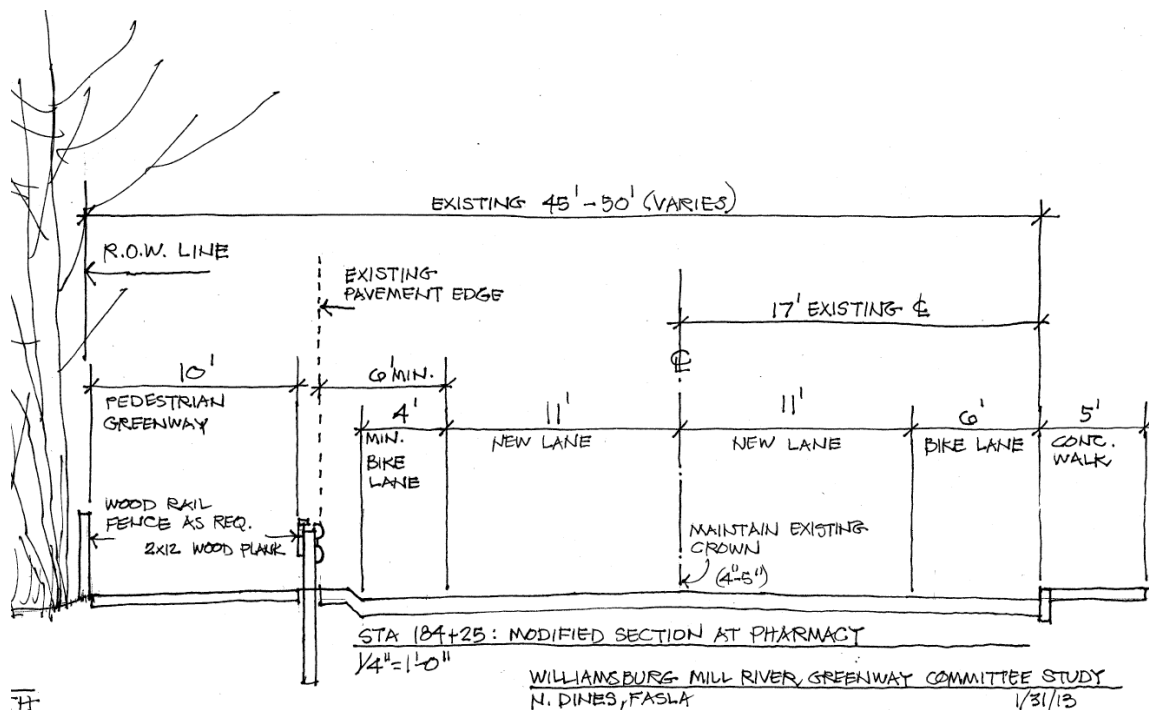 EXISTING 45'-50' (VARIES)
R.O.W. LINE
EXISTING
PAVEMENT EDGE
17' EXISTING ℄
℄
10'
PEDESTRIAN
GREENWAY
6' MIN.
4'
MIN.
BIKE
LANE
11'
NEW LANE
11'
NEW LANE
6'
BIKE LANE
5'
CONC.
WALK
WOOD RAIL
FENCE AS REQ.
2x12 WOOD PLANK
MAINTAIN EXISTING
CROWN
(4"-5")
STA 184+25: MODIFIED SECTION AT PHARMACY
1/4"=1'-0"
WILLIAMSBURG MILL RIVER GREENWAY COMMITTEE STUDY
N. DINES, FASLA 1/31/13